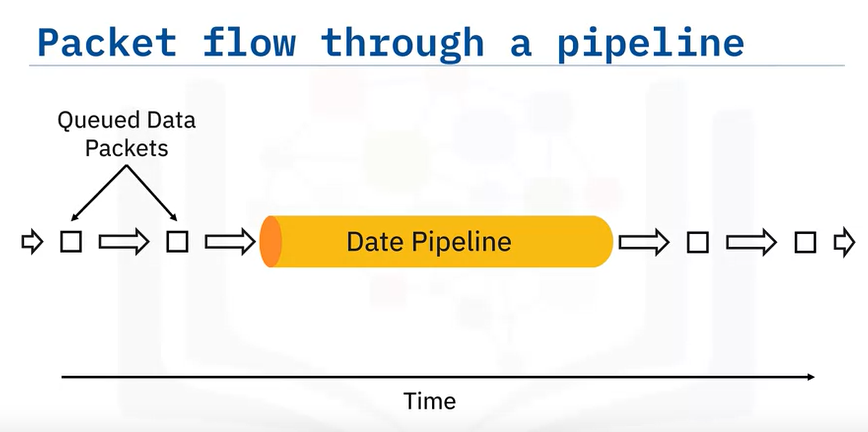 Packet flow through a pipeline
Queued Data
Packets
Date Pipeline
Time